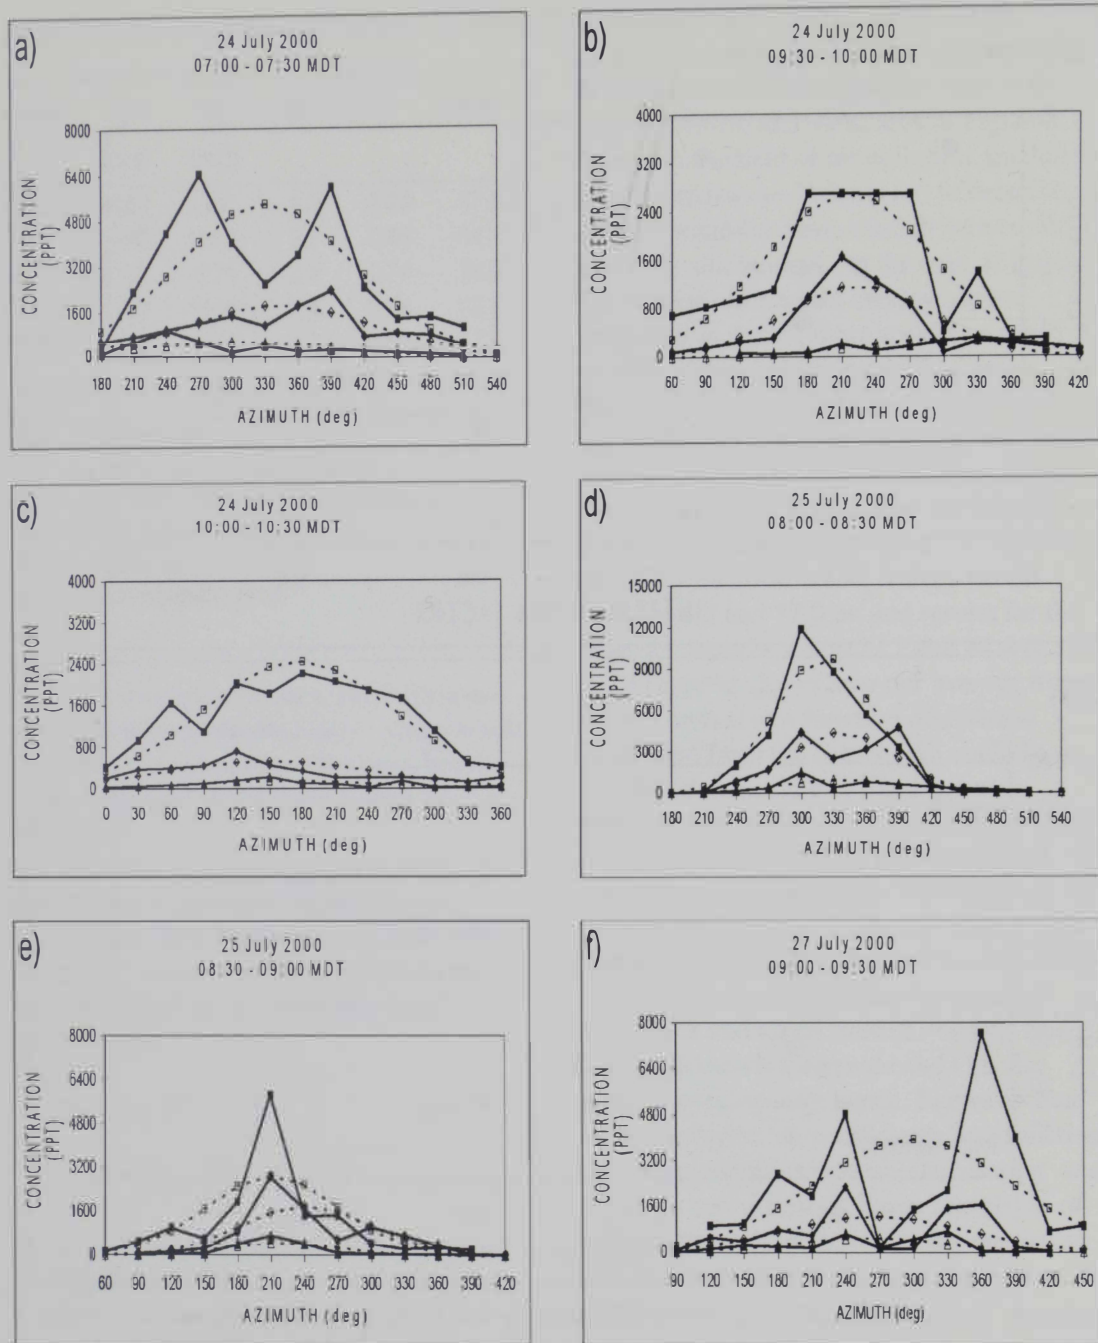 a)
24 July 2000
07:00 - 07:30 MDT
CONCENTRATION
(PPT)
8000
6400
4800
3200
1600
0
180 210 240 270 300 330 360 390 420 450 480 510 540
AZIMUTH (deg)
b)
24 July 2000
09:30 - 10:00 MDT
CONCENTRATION
(PPT)
4000
3200
2400
1600
800
0
60 90 120 150 180 210 240 270 300 330 360 390 420
AZIMUTH (deg)
c)
24 July 2000
10:00 - 10:30 MDT
CONCENTRATION
(PPT)
4000
3200
2400
1600
800
0
0 30 60 90 120 150 180 210 240 270 300 330 360
AZIMUTH (deg)
d)
25 July 2000
08:00 - 08:30 MDT
CONCENTRATION
(PPT)
15000
12000
9000
6000
3000
0
180 210 240 270 300 330 360 390 420 450 480 510 540
AZIMUTH (deg)
e)
25 July 2000
08:30 - 09:00 MDT
CONCENTRATION
(PPT)
8000
6400
4800
3200
1600
0
60 90 120 150 180 210 240 270 300 330 360 390 420
AZIMUTH (deg)
f)
27 July 2000
09:00 - 09:30 MDT
CONCENTRATION
(PPT)
8000
6400
4800
3200
1600
0
90 120 150 180 210 240 270 300 330 360 390 420 450
AZIMUTH (deg)